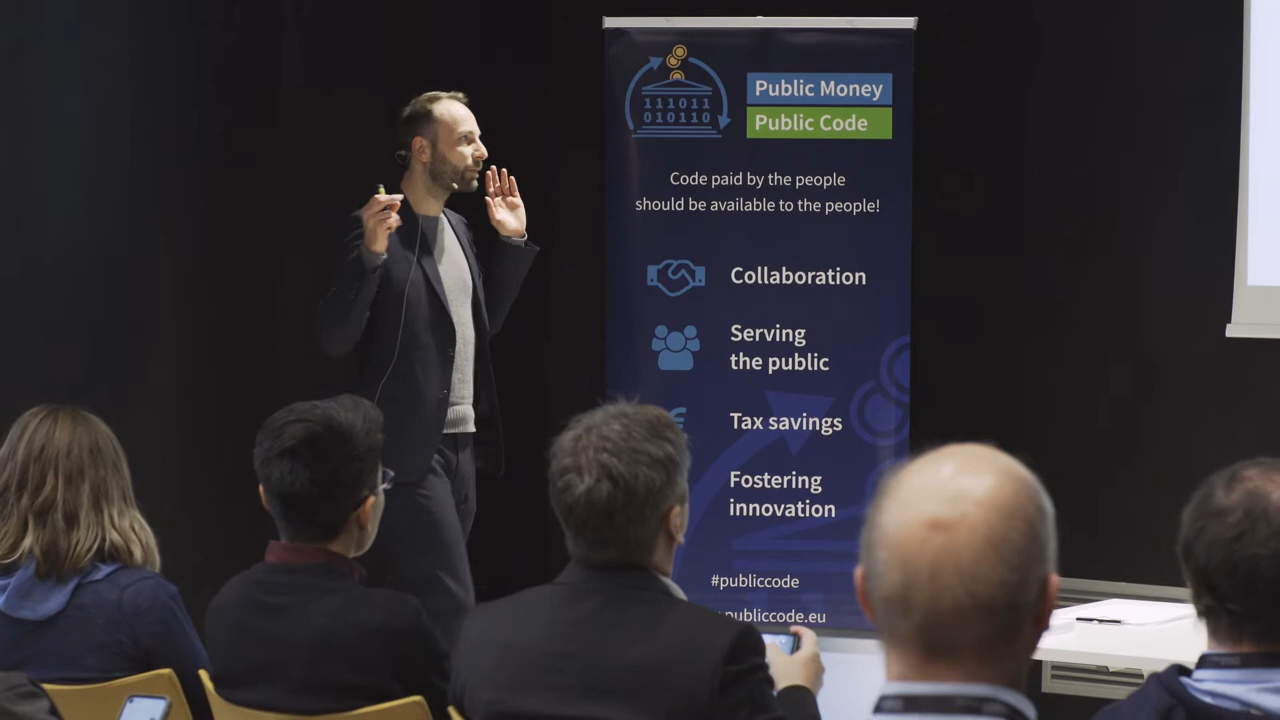 111011
010110
Public Money
Public Code
Code paid by the people
should be available to the people!
Collaboration
Serving
the public
Tax savings
Fostering
innovation
#publiccode
publiccode.eu